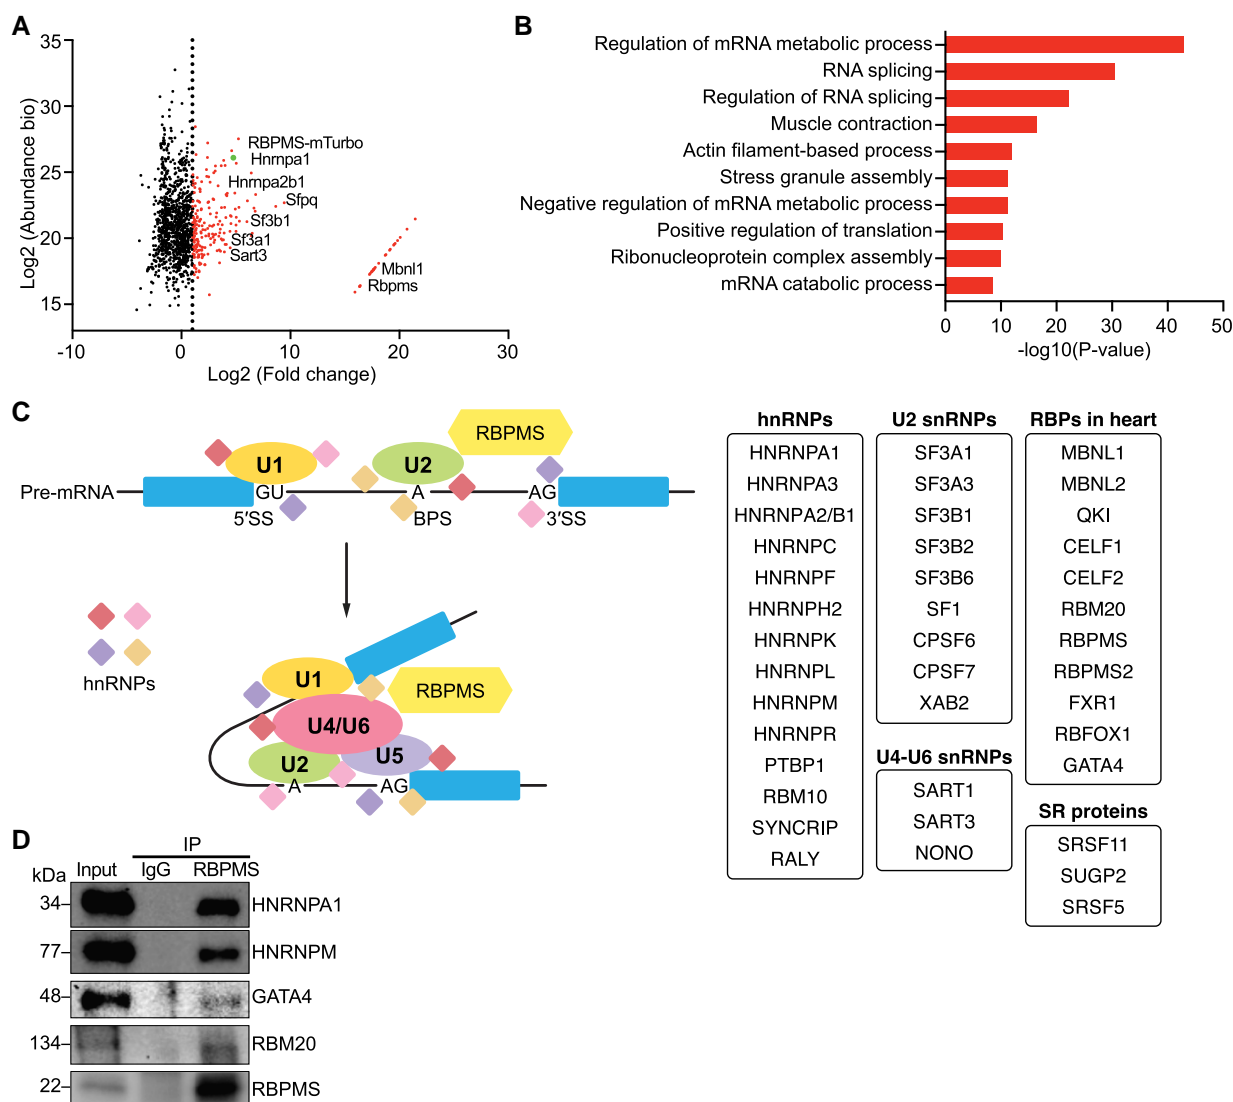 A
Log2 (Abundance bio)
35
30
25
20
15
-10
0
10
20
30
Log2 (Fold change)
RBPMS-mTurbo
Hnrnpa1
Hnrnpa2b1
Sfpq
Sf3b1
Sf3a1
Sart3
Mbnl1
Rbpms
B
Regulation of mRNA metabolic process
RNA splicing
Regulation of RNA splicing
Muscle contraction
Actin filament-based process
Stress granule assembly
Negative regulation of mRNA metabolic process
Positive regulation of translation
Ribonucleoprotein complex assembly
mRNA catabolic process
0
10
20
30
40
50
-log10(P-value)
C
RBPMS
U1
U2
Pre-mRNA
GU
A
AG
5′SS
BPS
3′SS
hnRNPs
U1
RBPMS
U4/U6
U2
U5
A
AG
hnRNPs
HNRNPA1
HNRNPA3
HNRNPA2/B1
HNRNPC
HNRNPF
HNRNPH2
HNRNPK
HNRNPL
HNRNPM
HNRNPR
PTBP1
RBM10
SYNCRIP
RALY
U2 snRNPs
SF3A1
SF3A3
SF3B1
SF3B2
SF3B6
SF1
CPSF6
CPSF7
XAB2
U4-U6 snRNPs
SART1
SART3
NONO
RBPs in heart
MBNL1
MBNL2
QKI
CELF1
CELF2
RBM20
RBPMS
RBPMS2
FXR1
RBFOX1
GATA4
SR proteins
SRSF11
SUGP2
SRSF5
D
IP
kDa
Input
IgG
RBPMS
34
HNRNPA1
77
HNRNPM
48
GATA4
134
RBM20
22
RBPMS